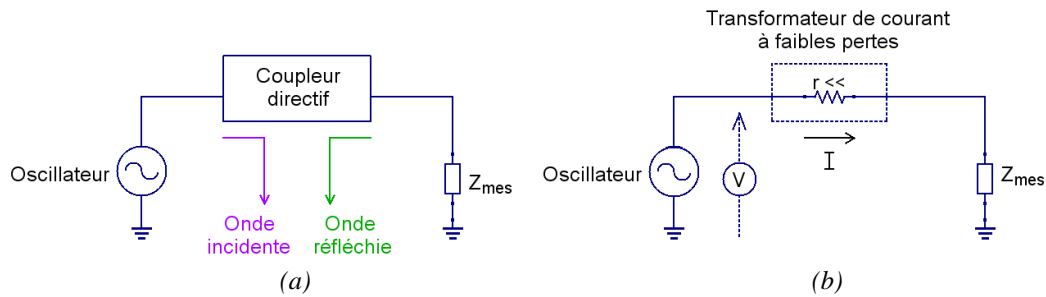 Coupleur
directif
Oscillateur
Zmes
Onde
incidente
Onde
réfléchie
(a)
Transformateur de courant
à faibles pertes
r <<
I
V
Oscillateur
Zmes
(b)